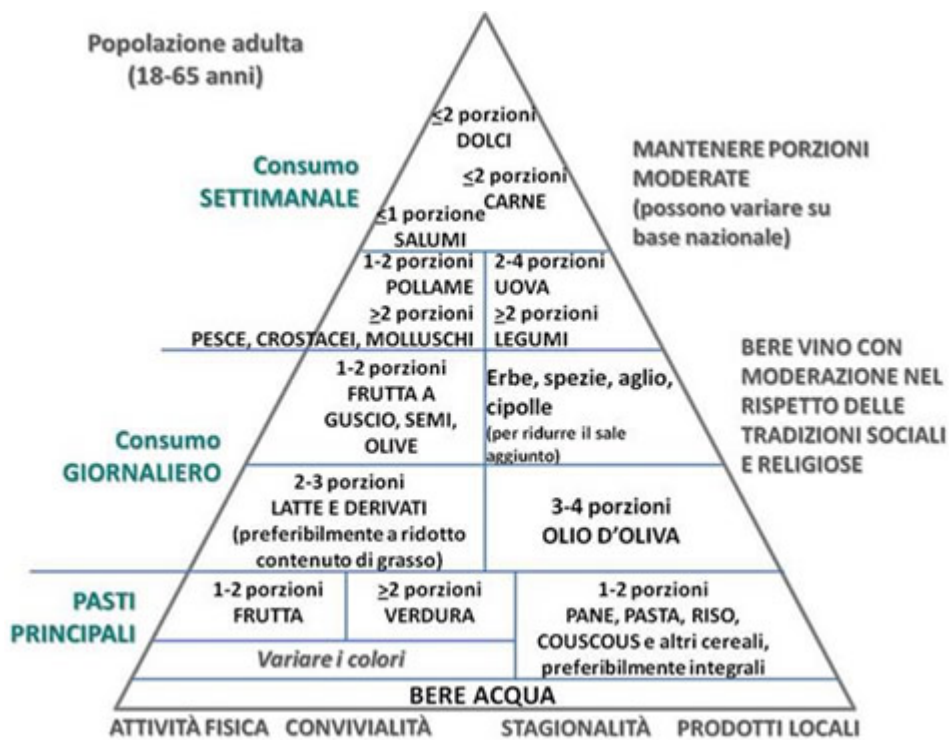 Popolazione adulta
(18-65 anni)
≤2 porzioni
DOLCI
Consumo
SETTIMANALE
≤2 porzioni
CARNE
≤1 porzione
SALUMI
MANTENERE PORZIONI
MODERATE
(possono variare su
base nazionale)
1-2 porzioni
POLLAME
2-4 porzioni
UOVA
≥2 porzioni
PESCE, CROSTACEI, MOLLUSCHI
≥2 porzioni
LEGUMI
BERE VINO CON
MODERAZIONE NEL
RISPETTO DELLE
TRADIZIONI SOCIALI
E RELIGIOSE
Consumo
GIORNALIERO
1-2 porzioni
FRUTTA A
GUSCIO, SEMI,
OLIVE
Erbe, spezie, aglio,
cipolle
(per ridurre il sale
aggiunto)
2-3 porzioni
LATTE E DERIVATI
(preferibilmente a ridotto
contenuto di grasso)
3-4 porzioni
OLIO D'OLIVA
PASTI
PRINCIPALI
1-2 porzioni
FRUTTA
≥2 porzioni
VERDURA
1-2 porzioni
PANE, PASTA, RISO,
COUSCOUS e altri cereali,
preferibilmente integrali
Variare i colori
BERE ACQUA
ATTIVITÀ FISICA CONVIVIALITÀ STAGIONALITÀ PRODOTTI LOCALI